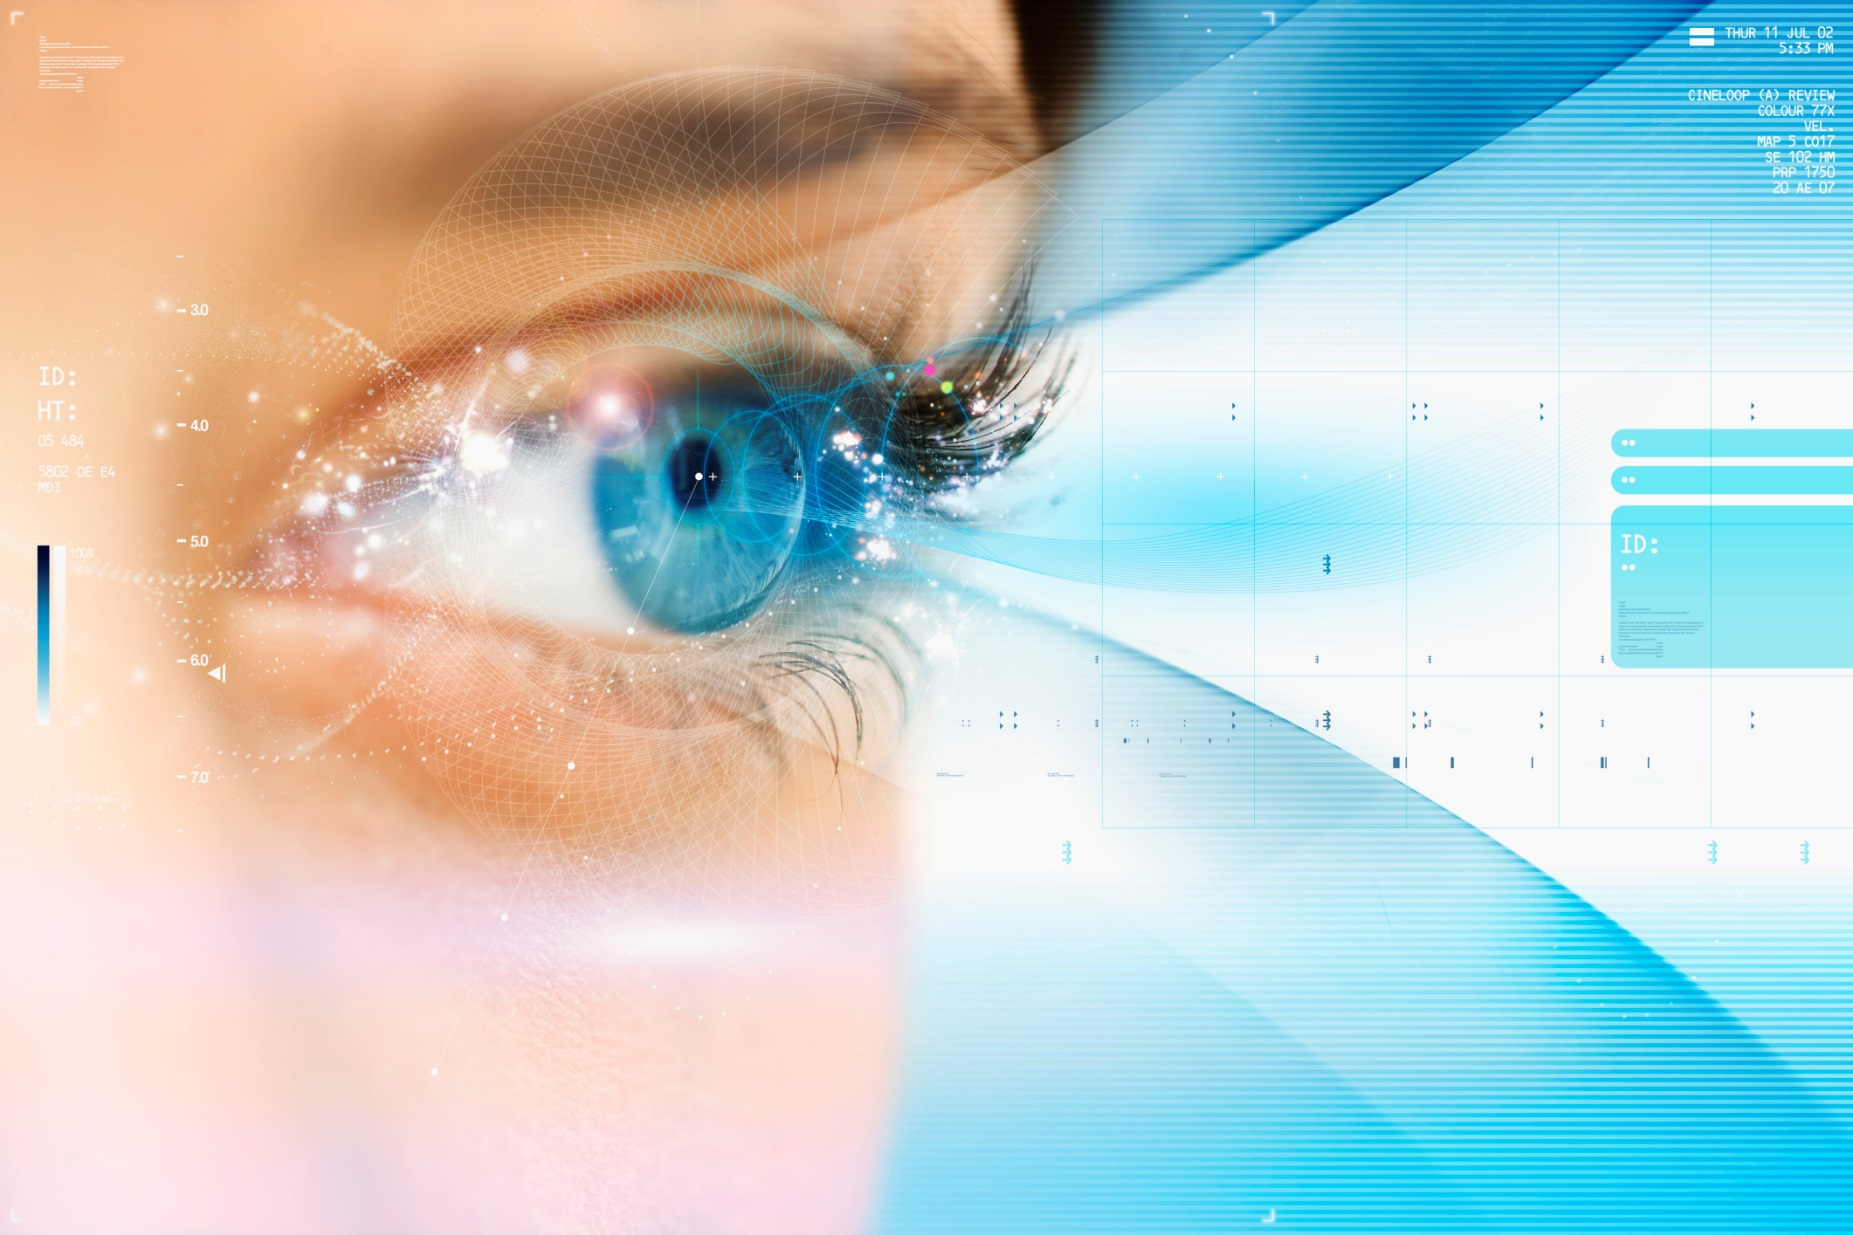 THUR 11 JUL 02
5:33 PM
CINELOOP (A) REVIEW
COLOUR 77X
VEL.
MAP 5 C017
SE 102 HM
PRP 1750
20 AE 07
3.0
ID:
HT:
05 484
5802 0E E4
MDI
4.0
5.0
100%
0%
6.0
7.0
ID: